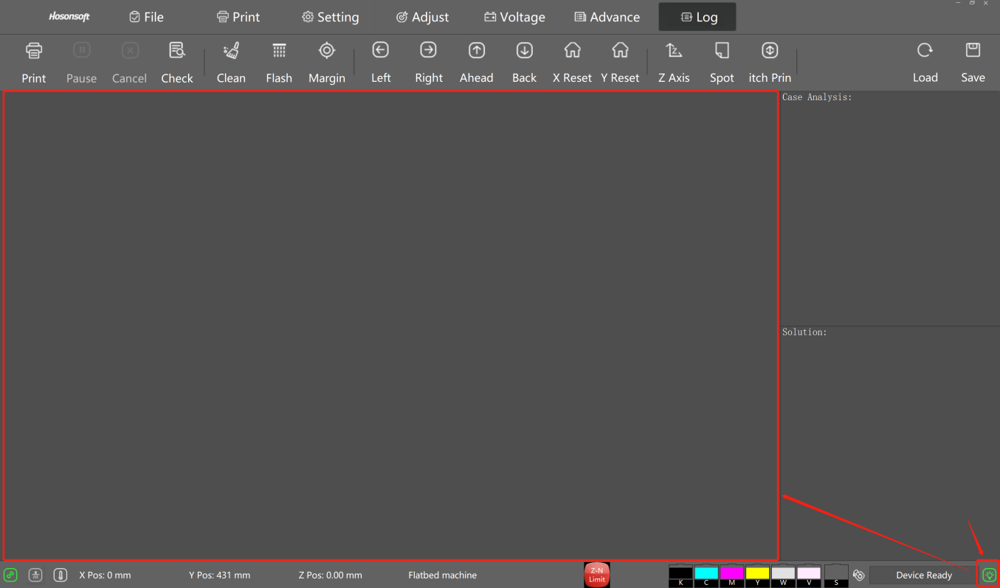 Hosonsoft File Print Setting Adjust Voltage Advance Log
Print Pause Cancel Check Clean Flash Margin Left Right Ahead Back X Reset Y Reset Z Axis Spot itch Prin Load Save
Case Analysis:
Solution:
X Pos: 0 mm Y Pos: 431 mm Z Pos: 0.00 mm Flatbed machine Z-N Limit K C M Y W V S Device Ready